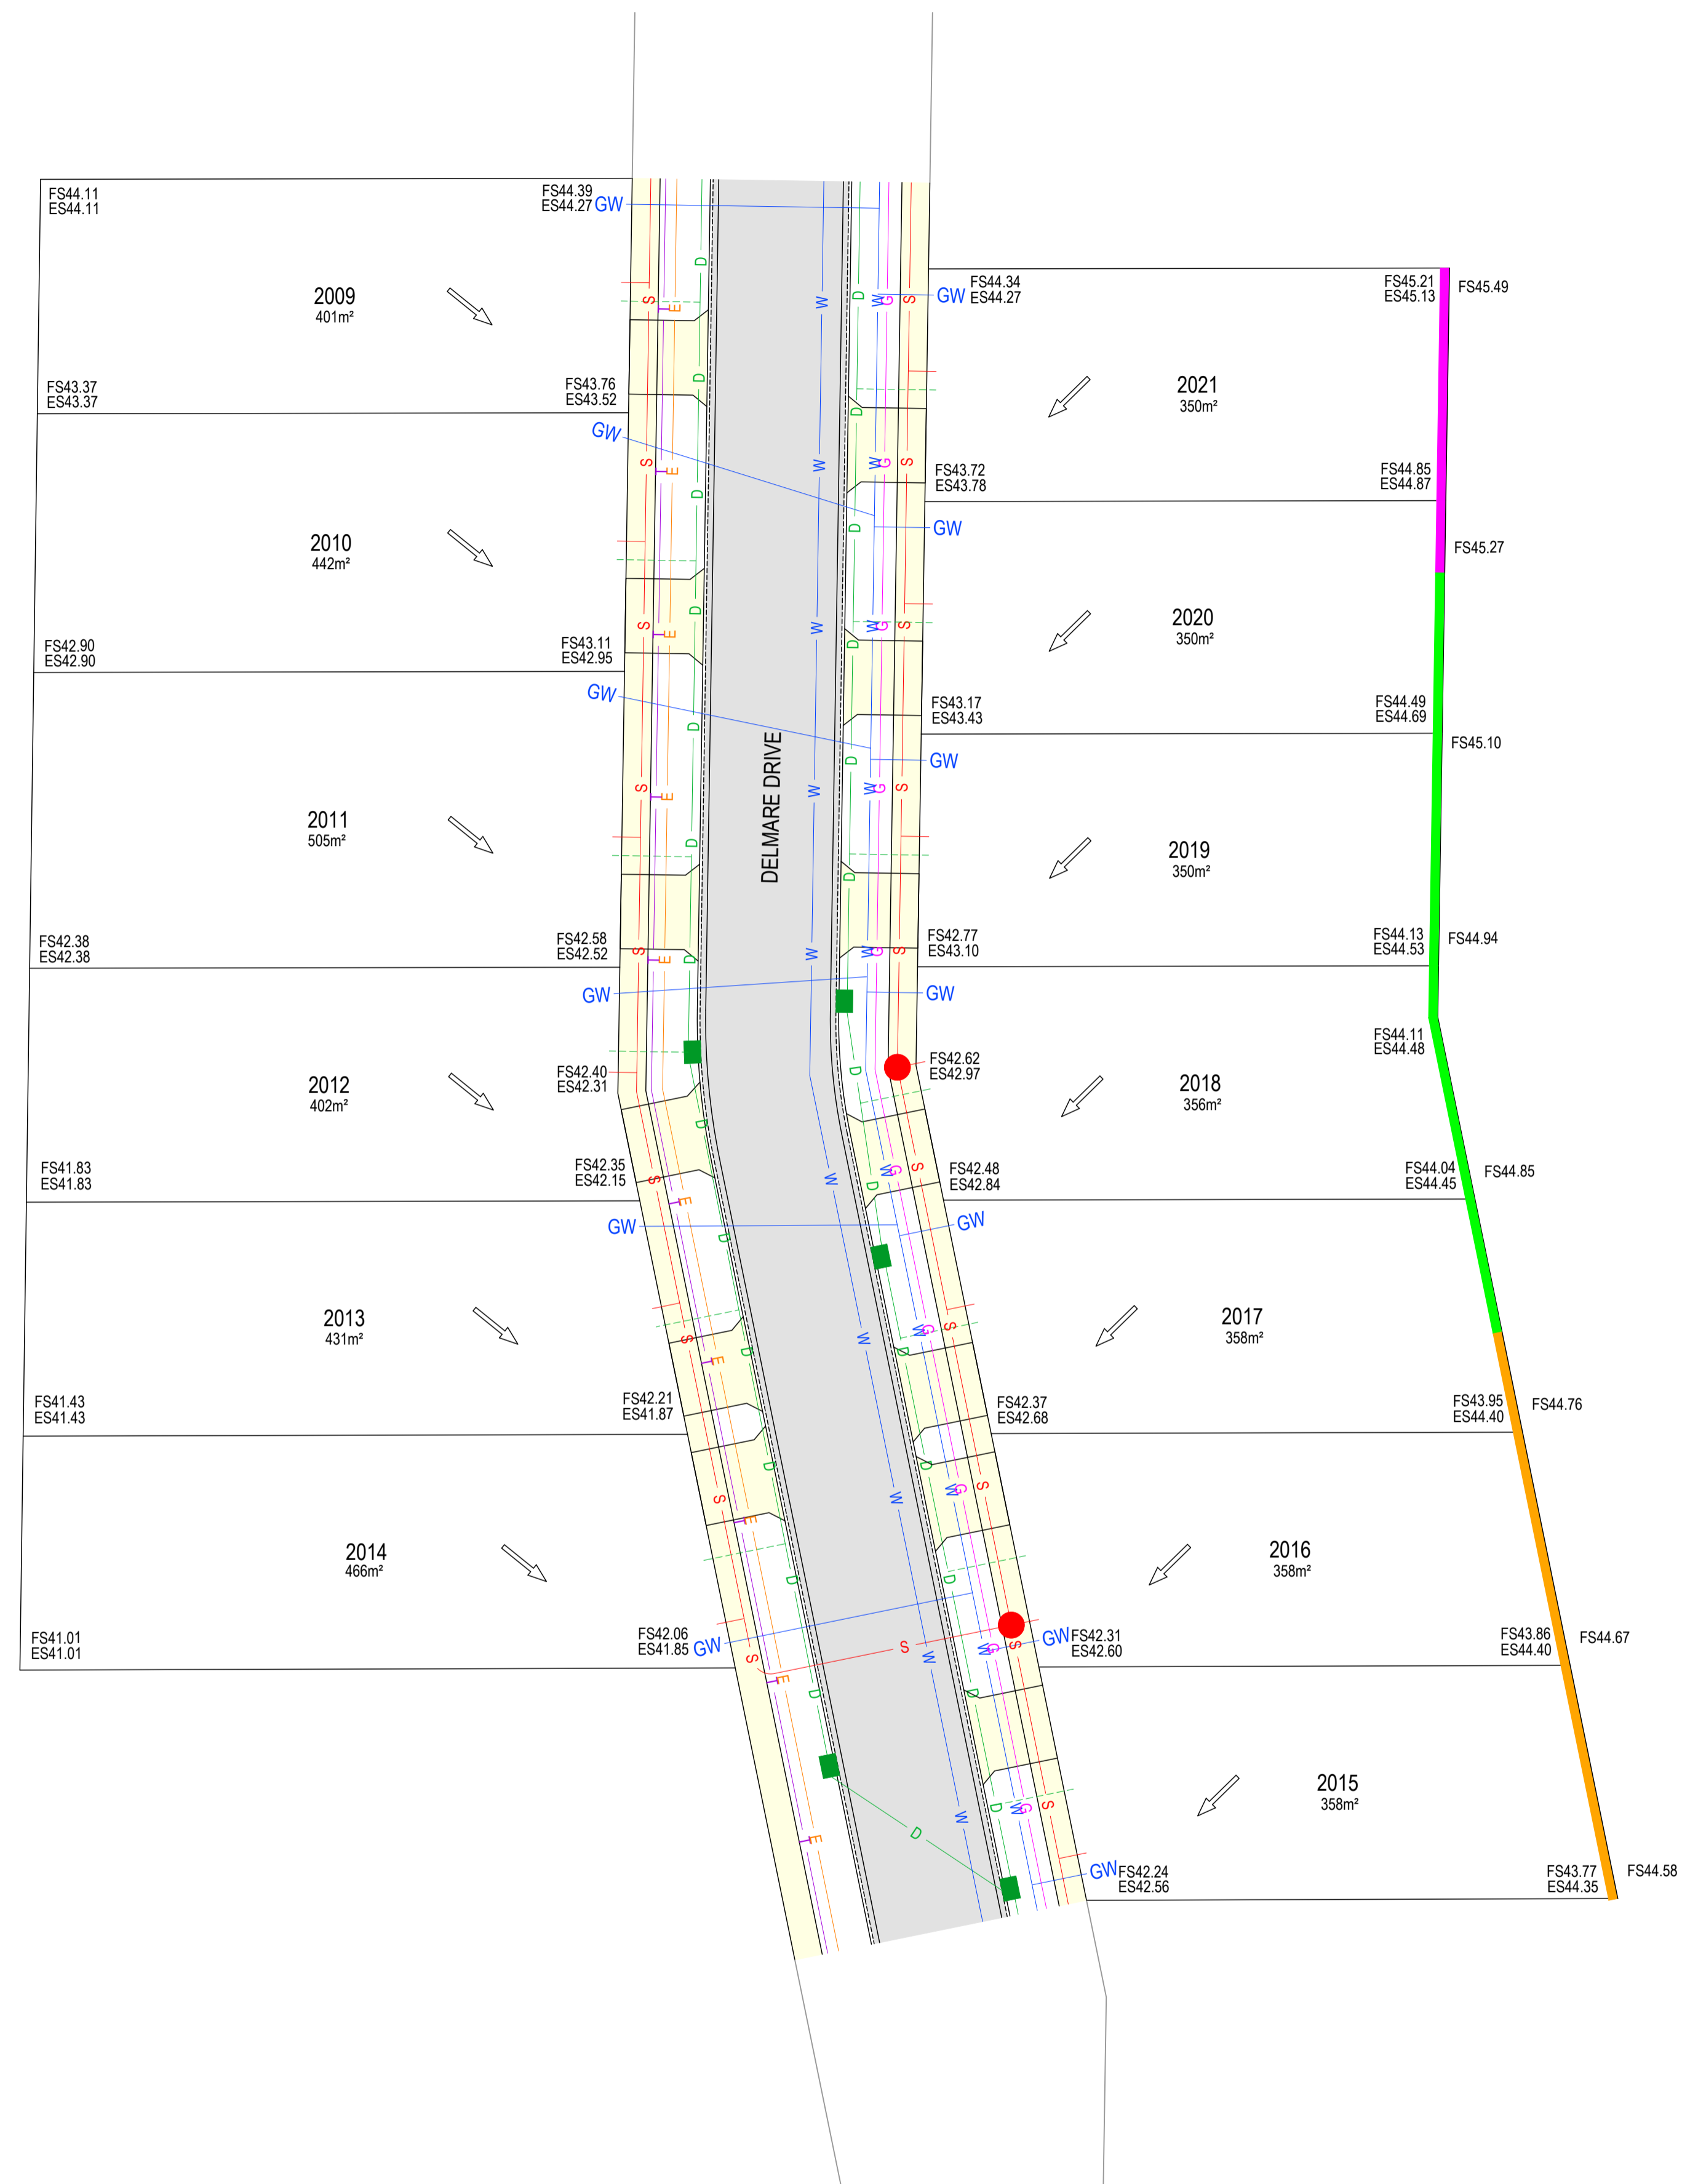 FS44.11
ES44.11
FS44.39
ES44.27
GW
2009
401m²
FS43.37
ES43.37
FS43.76
ES43.52
GW
2010
442m²
FS42.90
ES42.90
FS43.11
ES42.95
GW
2011
505m²
FS42.38
ES42.38
FS42.58
ES42.52
GW
2012
402m²
FS42.40
ES42.31
FS41.83
ES41.83
FS42.35
ES42.15
GW
2013
431m²
FS41.43
ES41.43
FS42.21
ES41.87
2014
466m²
FS41.01
ES41.01
FS42.06
ES41.85
GW
DELMARE DRIVE
S T E D W D W G S
D D
S T E D W W G S
S T E D W D W G S
D D
S T E D W D W G S
S T E D W D W G S
D D
S T E D W D W G S
S T E D W D W G S
S T E D W D W G S
S T E D S W D W G S
T E D W D W G S
GW
FS44.34
ES44.27
FS45.21
ES45.13
FS45.49
2021
350m²
FS43.72
ES43.78
FS44.85
ES44.87
GW
FS45.27
2020
350m²
FS43.17
ES43.43
FS44.49
ES44.69
FS45.10
GW
2019
350m²
FS42.77
ES43.10
FS44.13
ES44.53
FS44.94
GW
FS44.11
ES44.48
FS42.62
ES42.97
2018
356m²
FS42.48
ES42.84
FS44.04
ES44.45
FS44.85
GW
2017
358m²
FS42.37
ES42.68
FS43.95
ES44.40
FS44.76
2016
358m²
GW
FS42.31
ES42.60
FS43.86
ES44.40
FS44.67
2015
358m²
GW
FS42.24
ES42.56
FS43.77
ES44.35
FS44.58